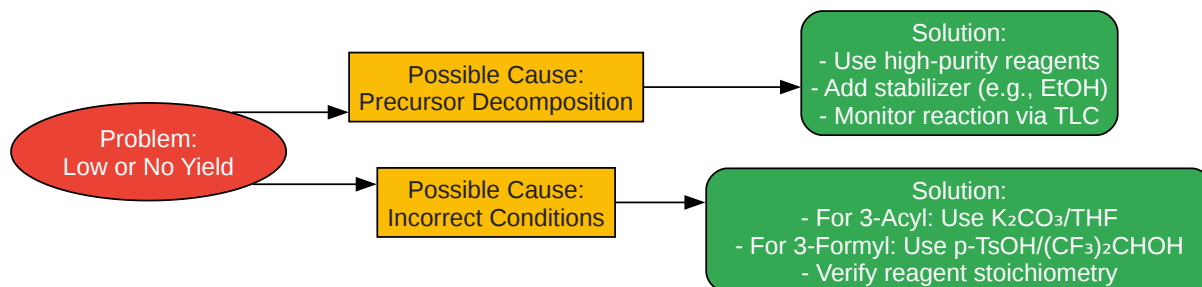 Problem:
Low or No Yield
Possible Cause:
Precursor Decomposition
Solution:
- Use high-purity reagents
- Add stabilizer (e.g., EtOH)
- Monitor reaction via TLC
Possible Cause:
Incorrect Conditions
Solution:
- For 3-Acyl: Use K₂CO₃/THF
- For 3-Formyl: Use p-TsOH/(CF₃)₂CHOH
- Verify reagent stoichiometry